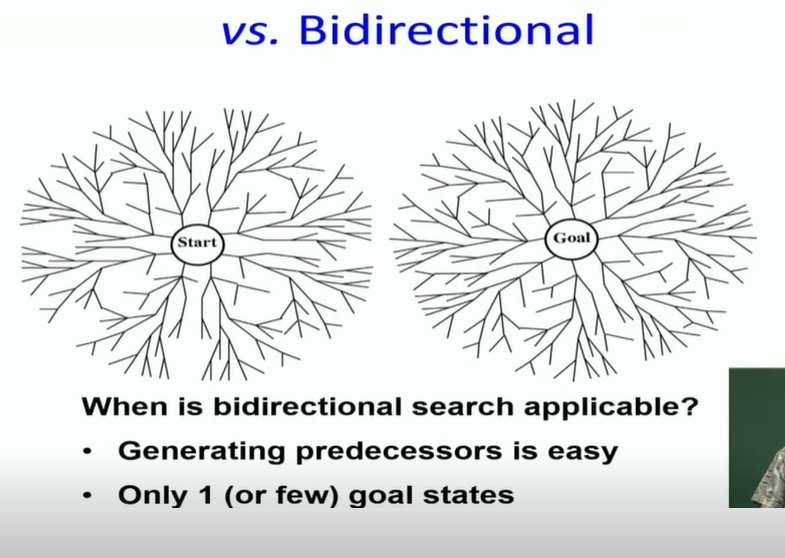 vs. Bidirectional
Start
Goal
When is bidirectional search applicable?
• Generating predecessors is easy
• Only 1 (or few) goal states